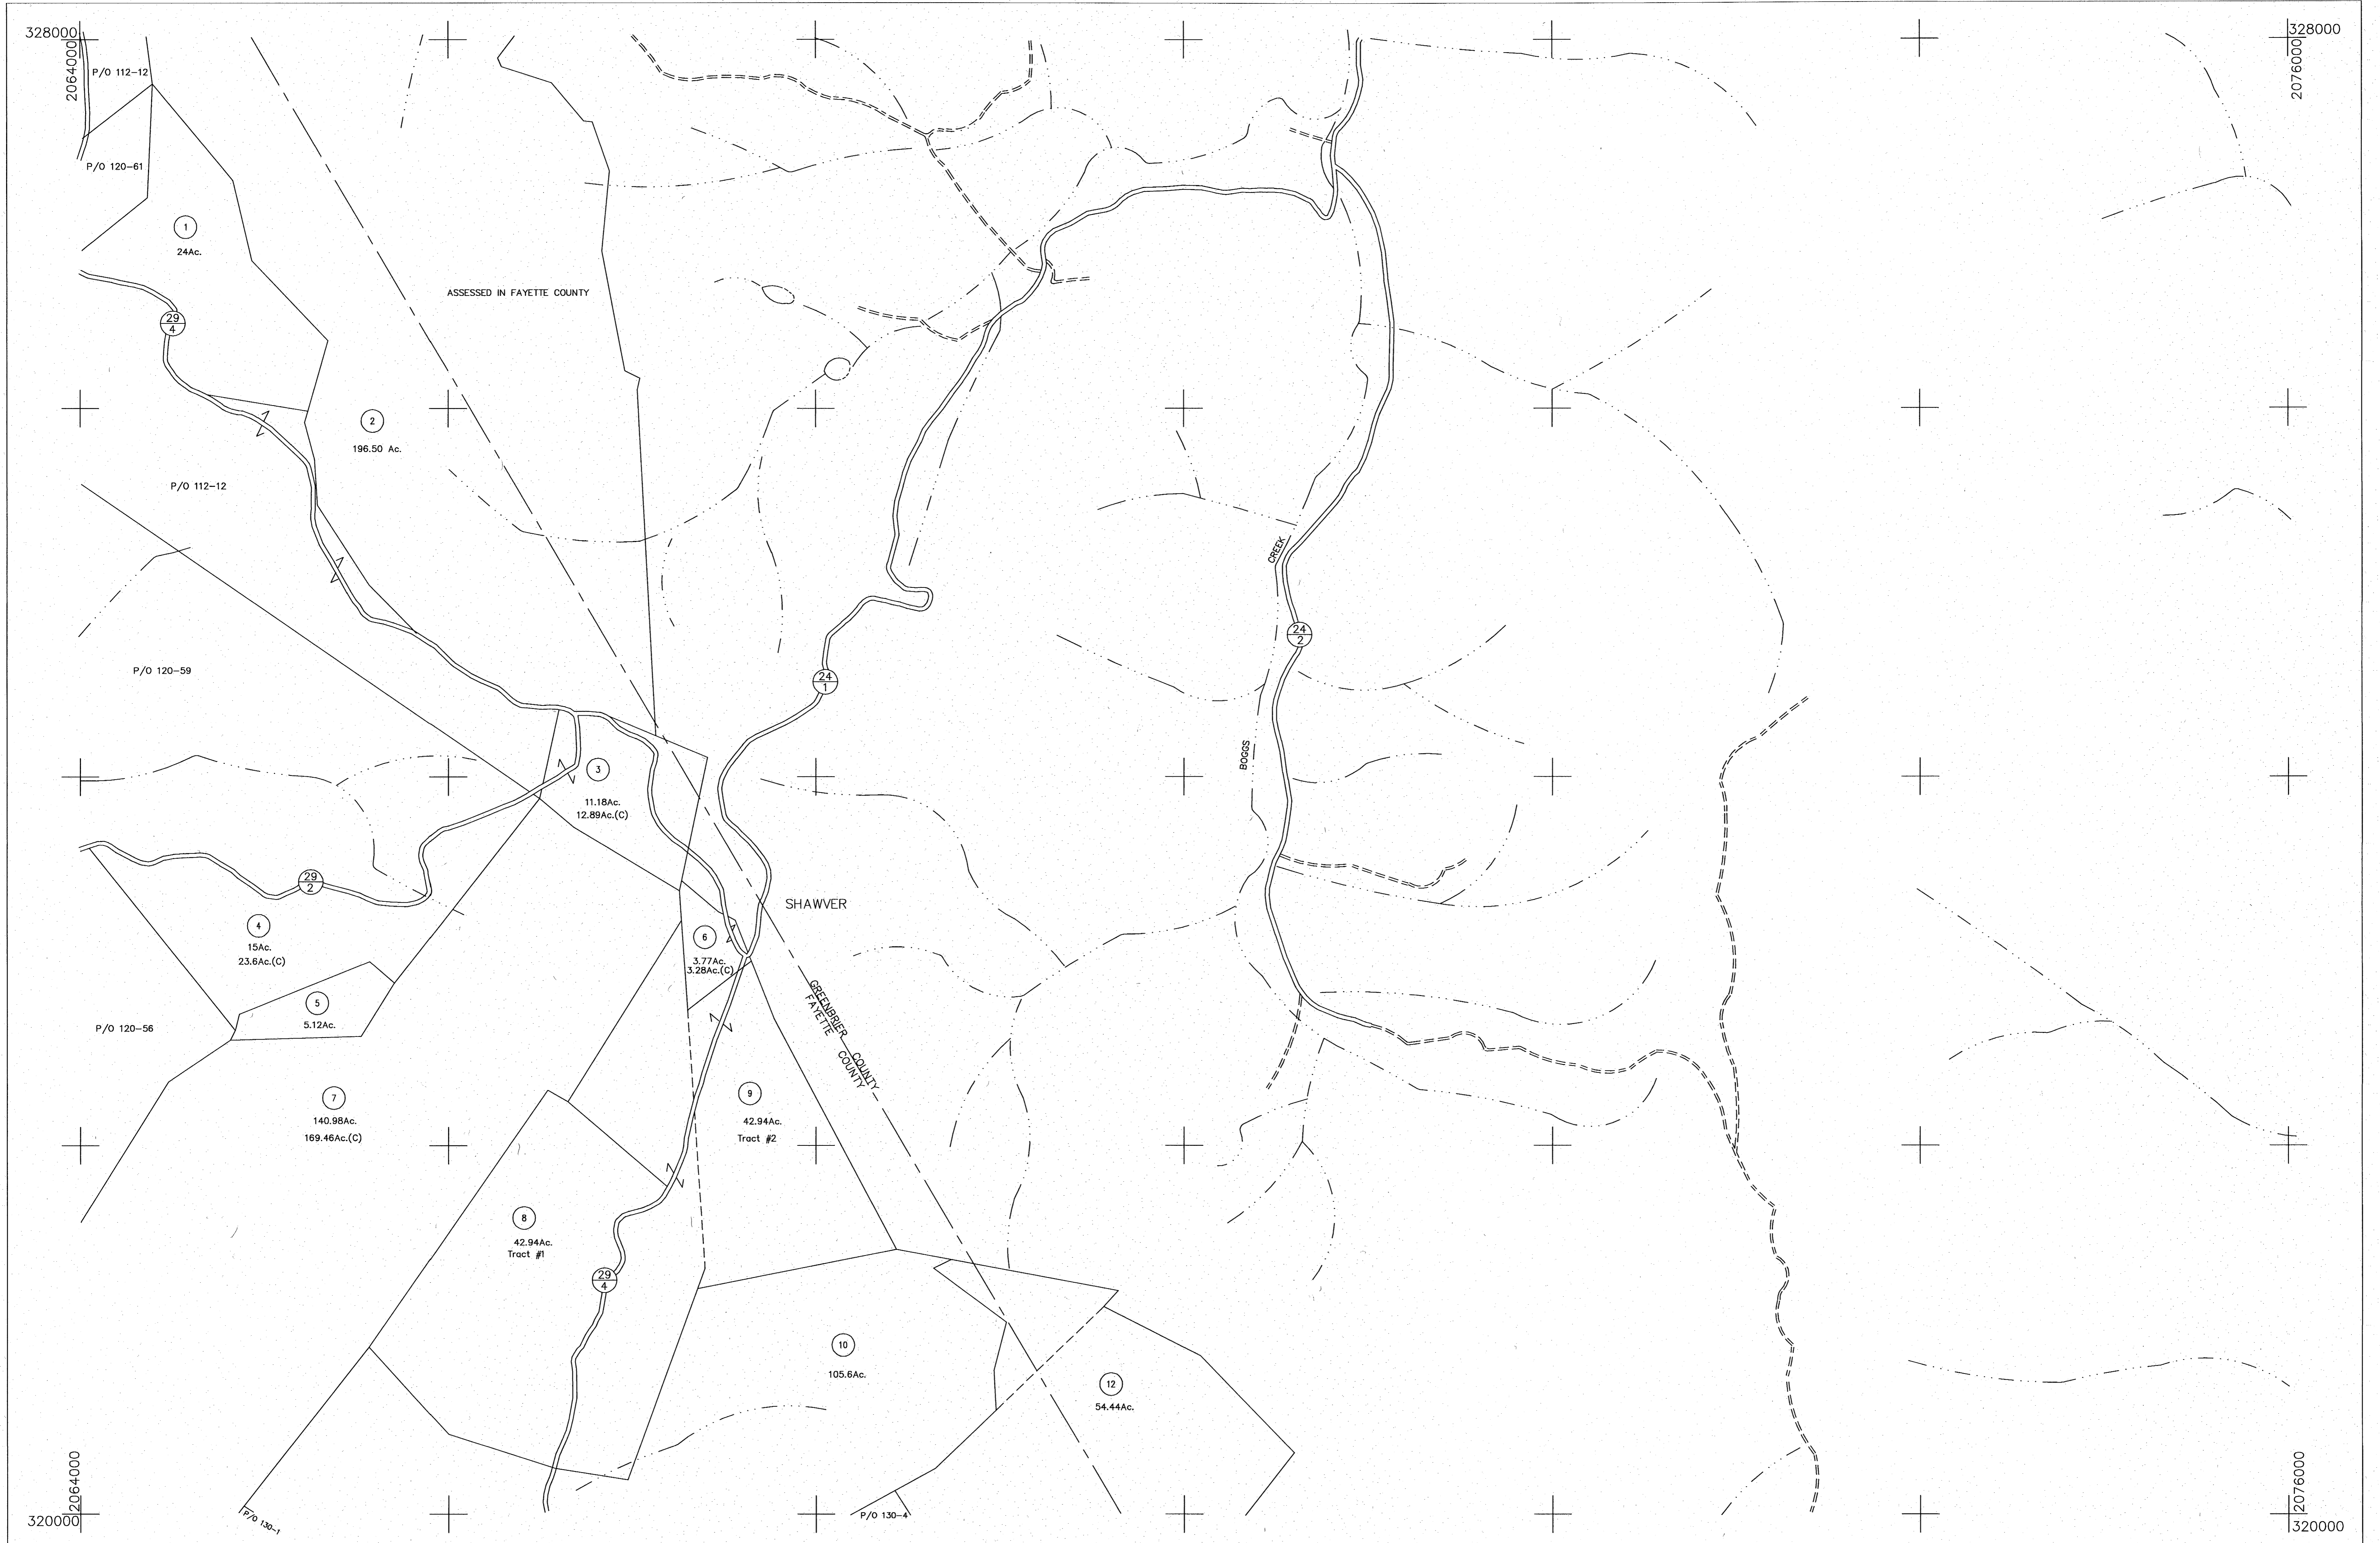 328000
2064000
328000
2076000
P/O 112-12
P/O 120-61
1
24Ac.
ASSESSED IN FAYETTE COUNTY
29
4
2
196.50 Ac.
P/O 112-12
CREEK
24
2
P/O 120-59
24
1
BOGGS
3
11.18Ac.
12.89Ac.(C)
29
2
SHAWVER
4
15Ac.
23.6Ac.(C)
6
3.77Ac.
3.28Ac.(C)
5
5.12Ac.
P/O 120-56
GREENBRIER COUNTY
FAYETTE COUNTY
7
140.98Ac.
169.46Ac.(C)
9
42.94Ac.
Tract #2
8
42.94Ac.
Tract #1
29
4
10
105.6Ac.
12
54.44Ac.
2064000
320000
P/O 130-1
P/O 130-4
2076000
320000